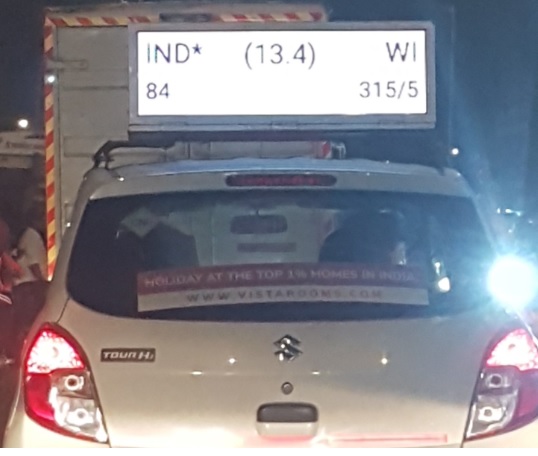 IND* (13.4) WI
84 315/5
HOLIDAY AT THE TOP 1% HOMES IN INDIA!
WWW.VISTAROOMS.COM
TOUR H2